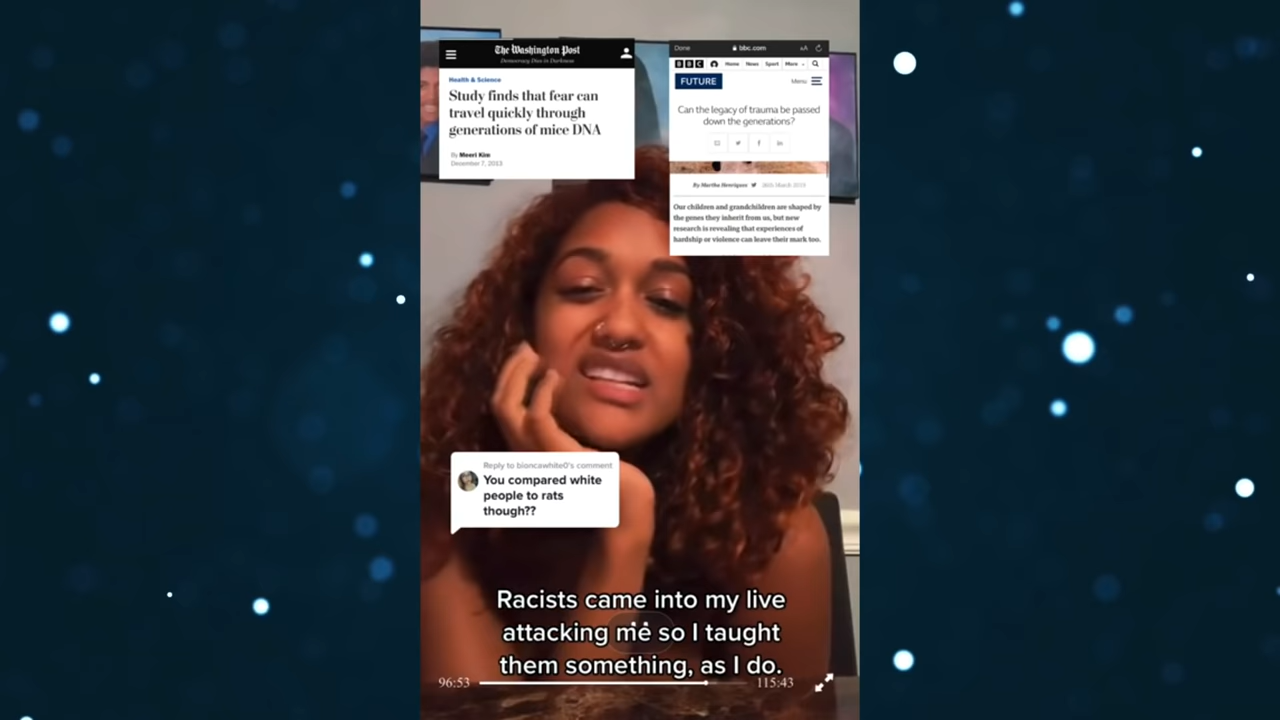 The Washington Post
Democracy Dies in Darkness
Health & Science
Study finds that fear can
travel quickly through
generations of mice DNA
By Meeri Kim
December 7, 2013
Done
bbc.com
AA
BBC
Home
News
Sport
More
FUTURE
Menu
Can the legacy of trauma be passed
down the generations?
By Martha Henriques
26th March 2019
Our children and grandchildren are shaped by
the genes they inherit from us, but new
research is revealing that experiences of
hardship or violence can leave their mark too.
Reply to bioncawhite0's comment
You compared white
people to rats
though??
Racists came into my live
attacking me so I taught
them something, as I do.
96:53
115:43